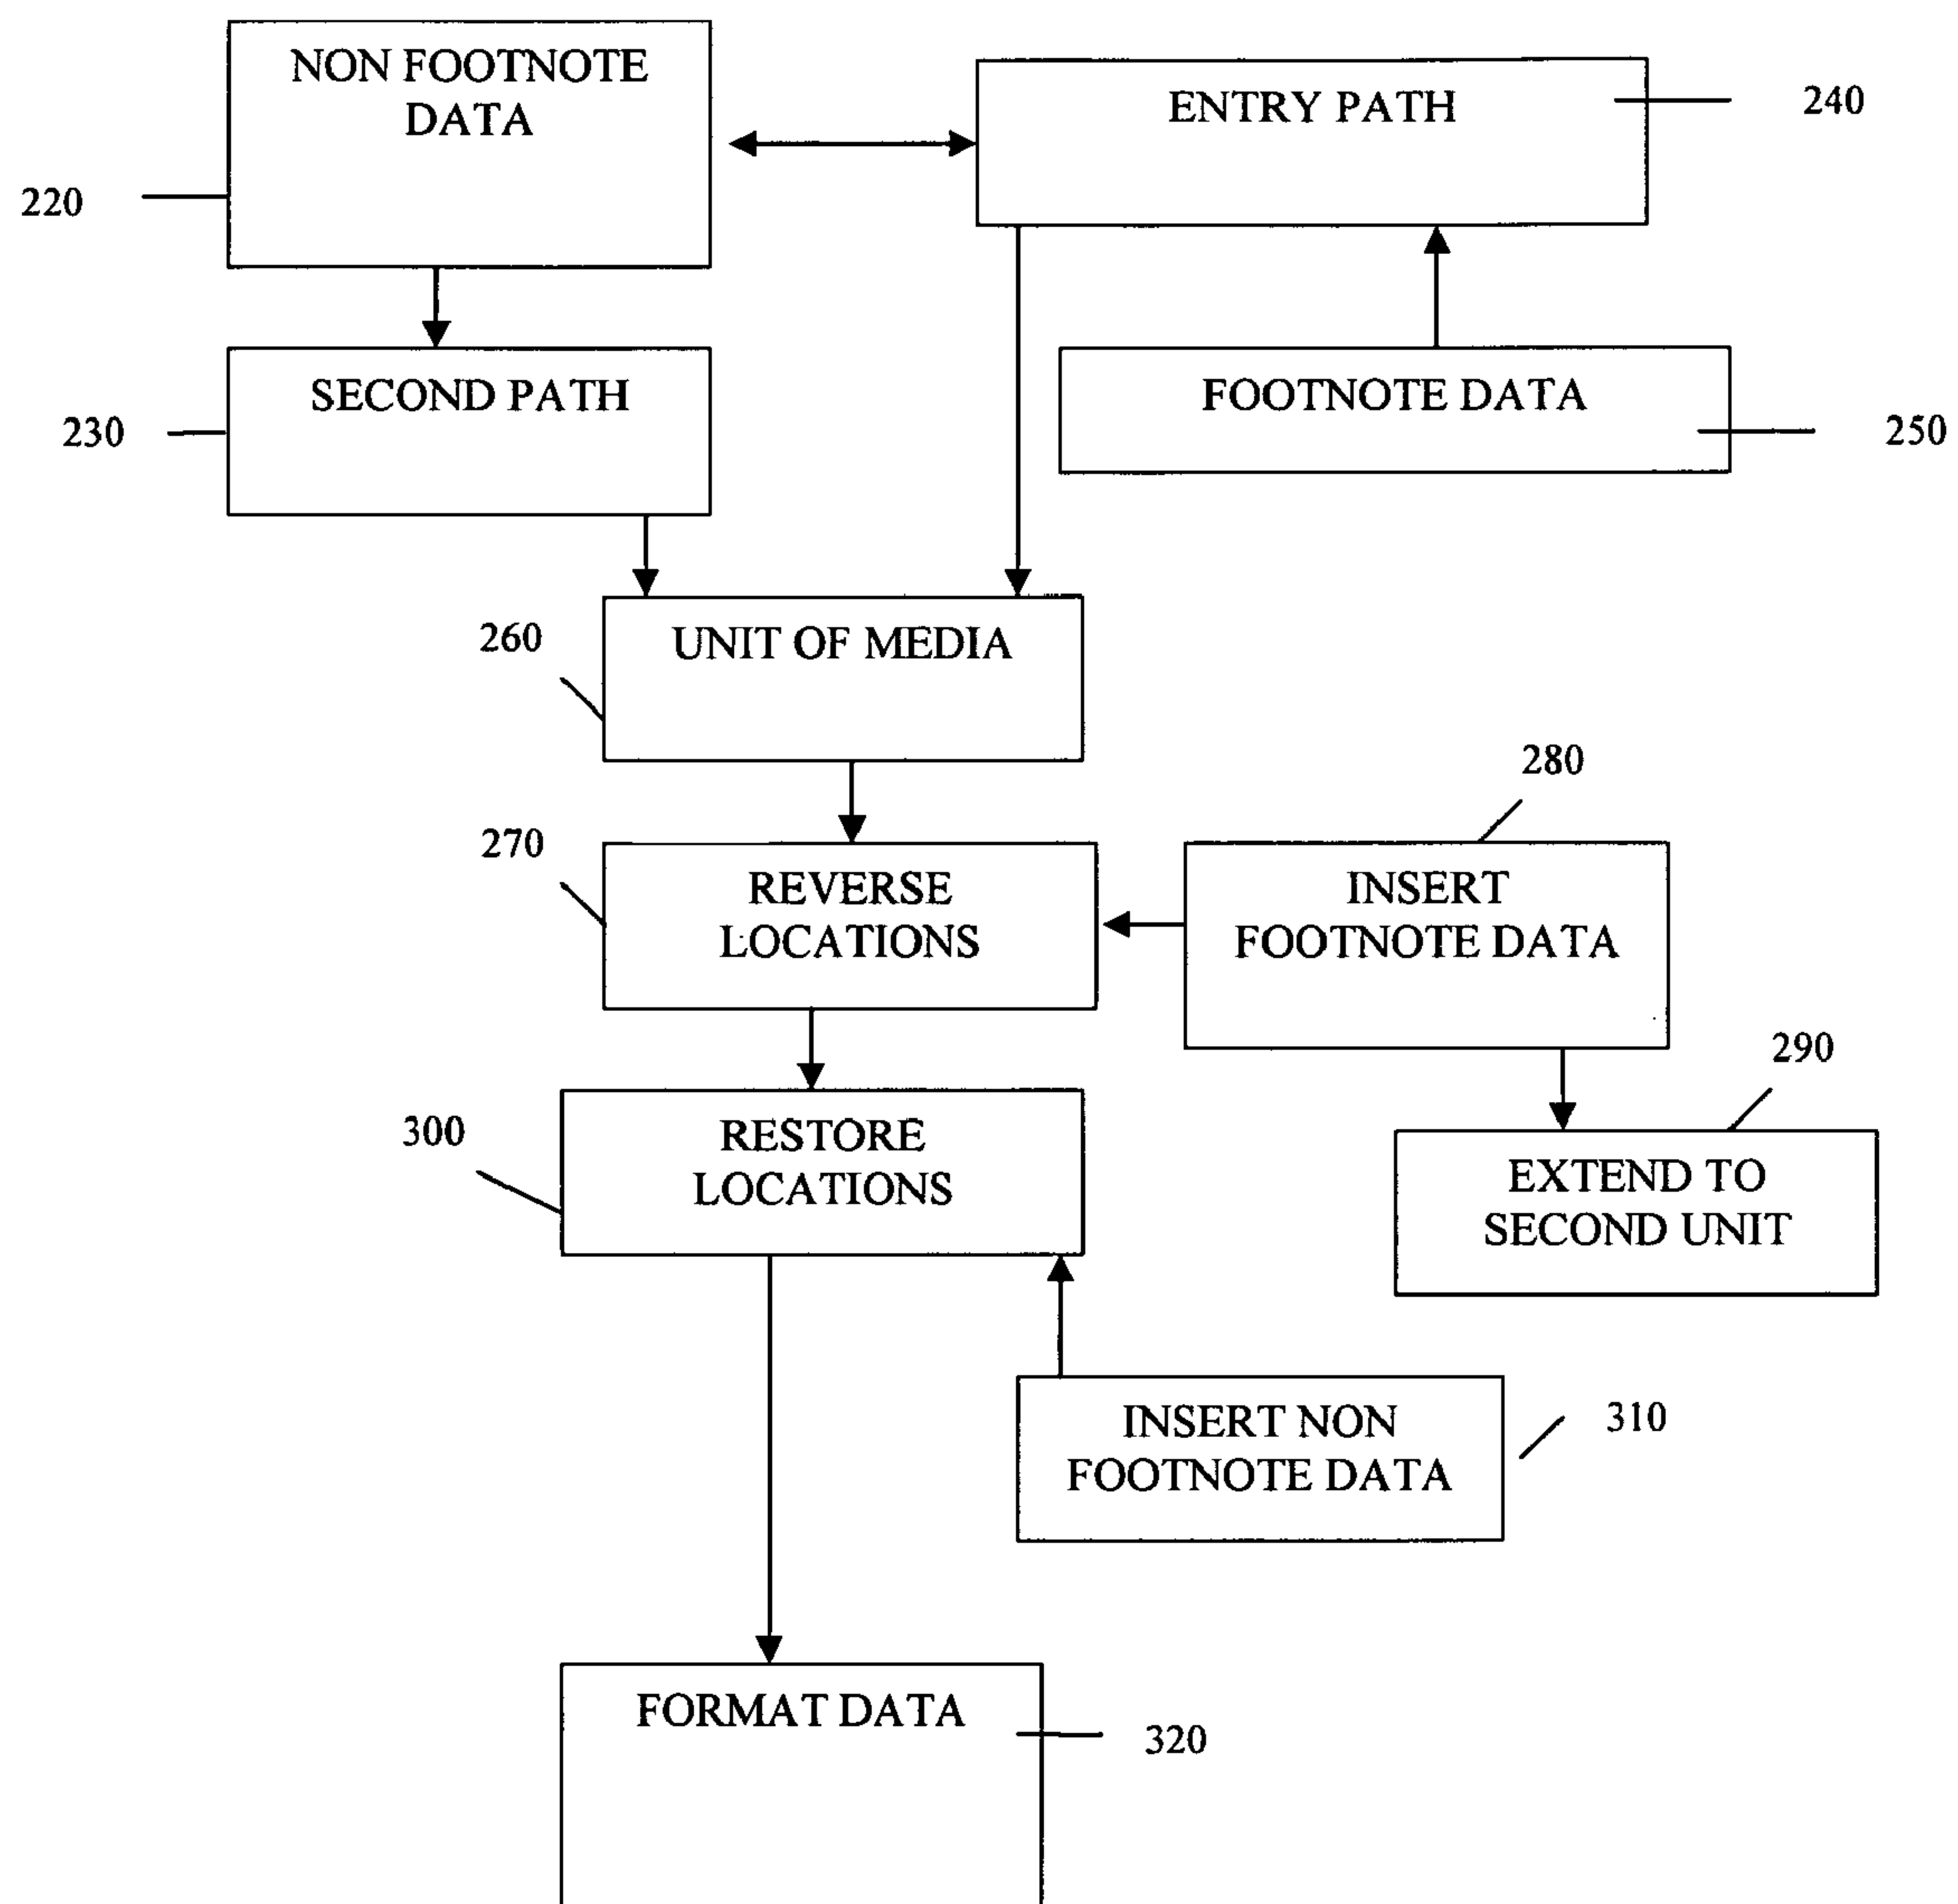 NON FOOTNOTE
DATA
220
ENTRY PATH
240
SECOND PATH
230
FOOTNOTE DATA
250
260
UNIT OF MEDIA
280
270
REVERSE
LOCATIONS
INSERT
FOOTNOTE DATA
290
300
RESTORE
LOCATIONS
EXTEND TO
SECOND UNIT
INSERT NON
FOOTNOTE DATA
310
FORMAT DATA
320